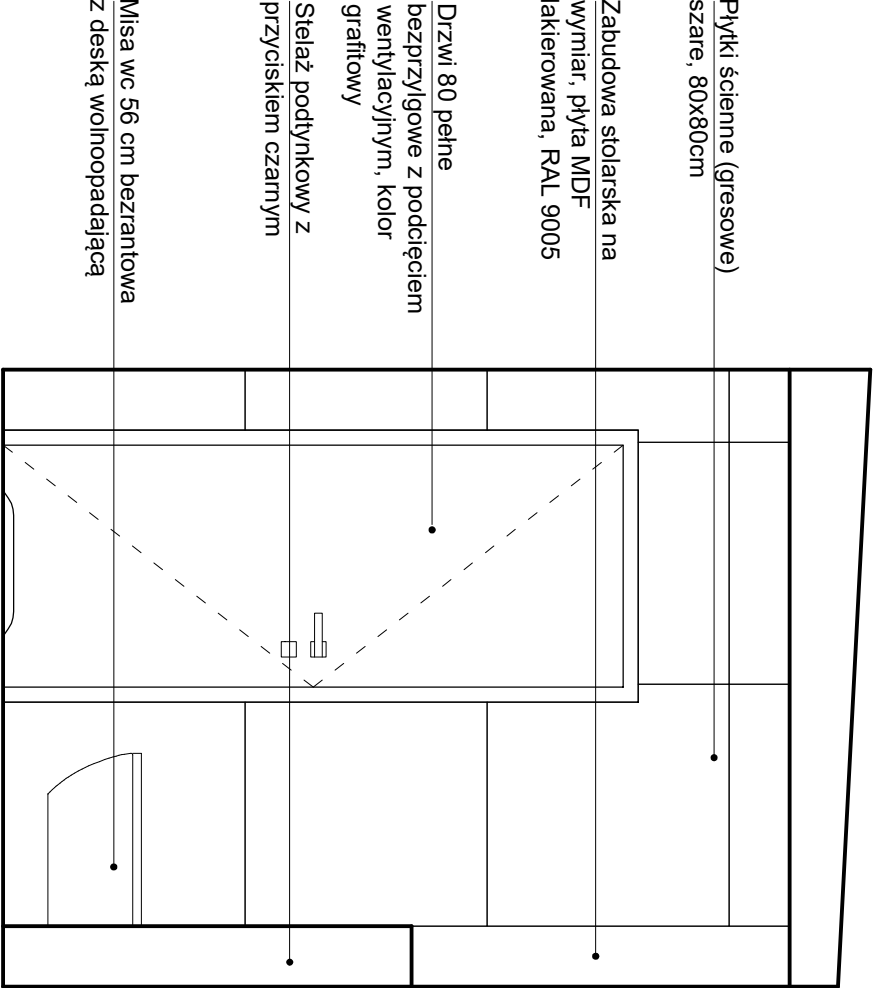 Płytki ścienne (gresowe)
szare, 80x80cm
Zabudowa stolarska na
wymiar, płyta MDF
lakierowana, RAL 9005
Drzwi 80 pełne
bezprzylgowe z podcięciem
wentylacyjnym, kolor
grafitowy
Stelaż podtynkowy z
przyciskiem czarnym
Misa wc 56 cm bezrantowa
z deską wolnoopadającą